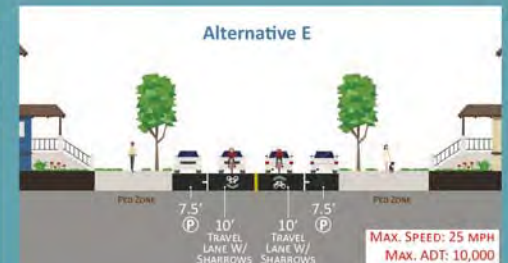 Alternative E
PED ZONE
PED ZONE
7.5'
P
10'
TRAVEL
LANE W/
SHARROWS
10'
TRAVEL
LANE W/
SHARROWS
7.5'
P
MAX. SPEED: 25 MPH
MAX. ADT: 10,000